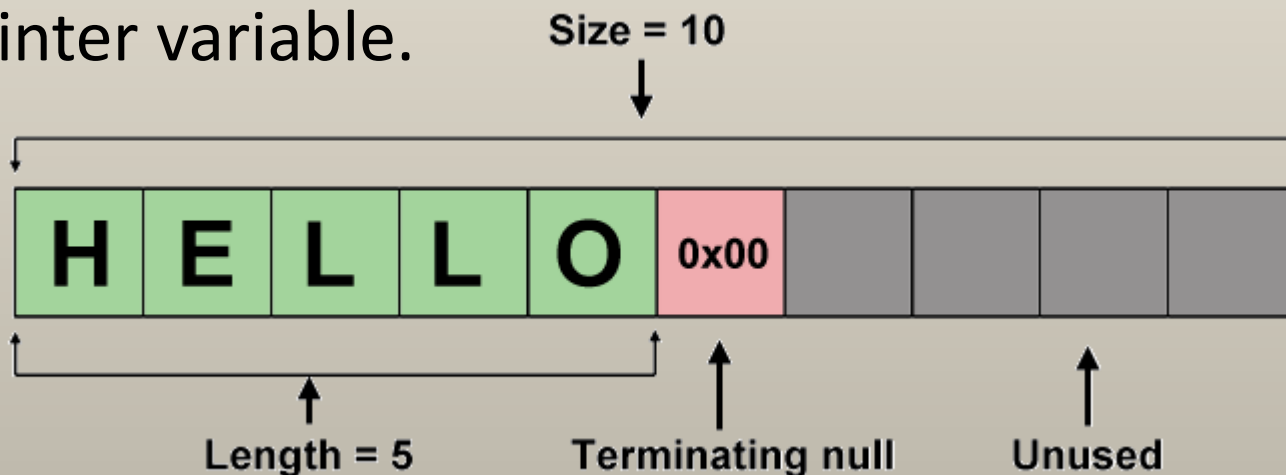 inter variable.
Size = 10
H E L L O 0x00
Length = 5 Terminating null Unused